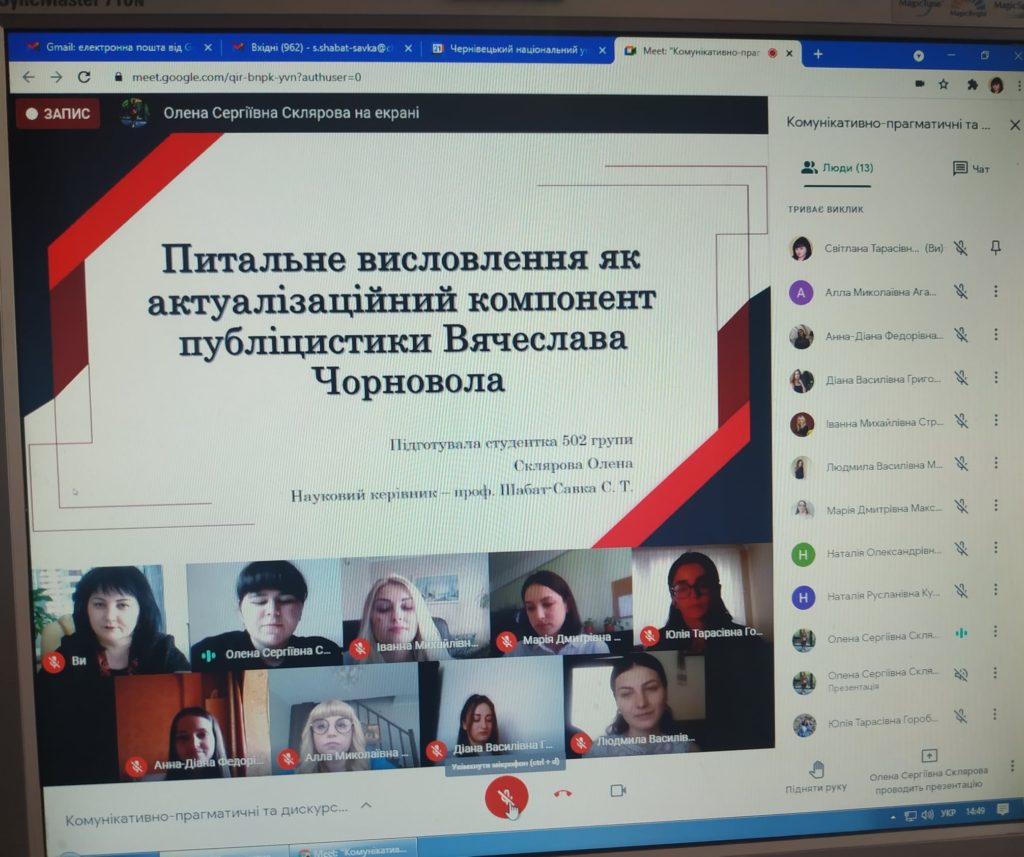 SyncMaster 710N
MagicTune
MagicBright
Gmail: електронна пошта від G
Вхідні (962) - s.shabat-savka@c
Чернівецький національний у
Meet: "Комунікативно-праг
meet.google.com/qir-bnpk-yvn?authuser=0
ЗАПИС
Олена Сергіївна Склярова на екрані
Питальне висловлення як
актуалізаційний компонент
публіцистики Вячеслава
Чорновола
Підготувала студентка 502 групи
Склярова Олена
Науковий керівник – проф. Шабат-Савка С. Т.
Ви
Олена Сергіївна С...
Іванна Михайлівн...
Марія Дмитрівна ...
Юлія Тарасівна Го...
Анна-Діана Федорі...
Алла Миколаївна ...
Діана Василівна Г...
Людмила Василів...
Увімкнути мікрофон (ctrl + d)
Комунікативно-прагматичні та дискурс...
Комунікативно-прагматичні та ...
Люди (13)
Чат
ТРИВАЄ ВИКЛИК
Світлана Тарасівн... (Ви)
А
Алла Миколаївна Ага...
Анна-Діана Федорівна...
Діана Василівна Григо...
Іванна Михайлівна Стр...
Людмила Василівна М...
Марія Дмитрівна Макс...
Н
Наталія Олександрівн...
Н
Наталія Русланівна Ку...
Олена Сергіївна Скля...
Олена Сергіївна Скля...
Презентація
Юлія Тарасівна Гороб...
Підняти руку
Олена Сергіївна Склярова
проводить презентацію
Meet: "Комунікатив...
УКР
14:49